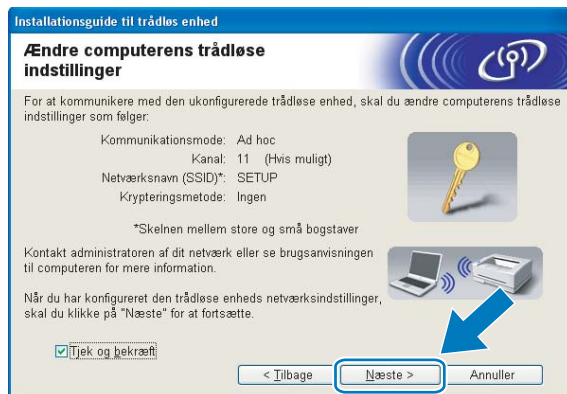 Installationsguide til trådløs enhed
Ændre computerens trådløse
indstillinger
For at kommunikere med den ukonfigurerede trådløse enhed, skal du ændre computerens trådløse
indstillinger som følger:
Kommunikationsmode: Ad hoc
Kanal: 11 (Hvis muligt)
Netværksnavn (SSID)*: SETUP
Krypteringsmetode: Ingen
*Skelnen mellem store og små bogstaver
Kontakt administratoren af dit netværk eller se brugsanvisningen
til computeren for mere information.
Når du har konfigureret den trådløse enheds netværksindstillinger,
skal du klikke på "Næste" for at fortsætte.
Tjek og bekræft
< Tilbage Næste > Annuller